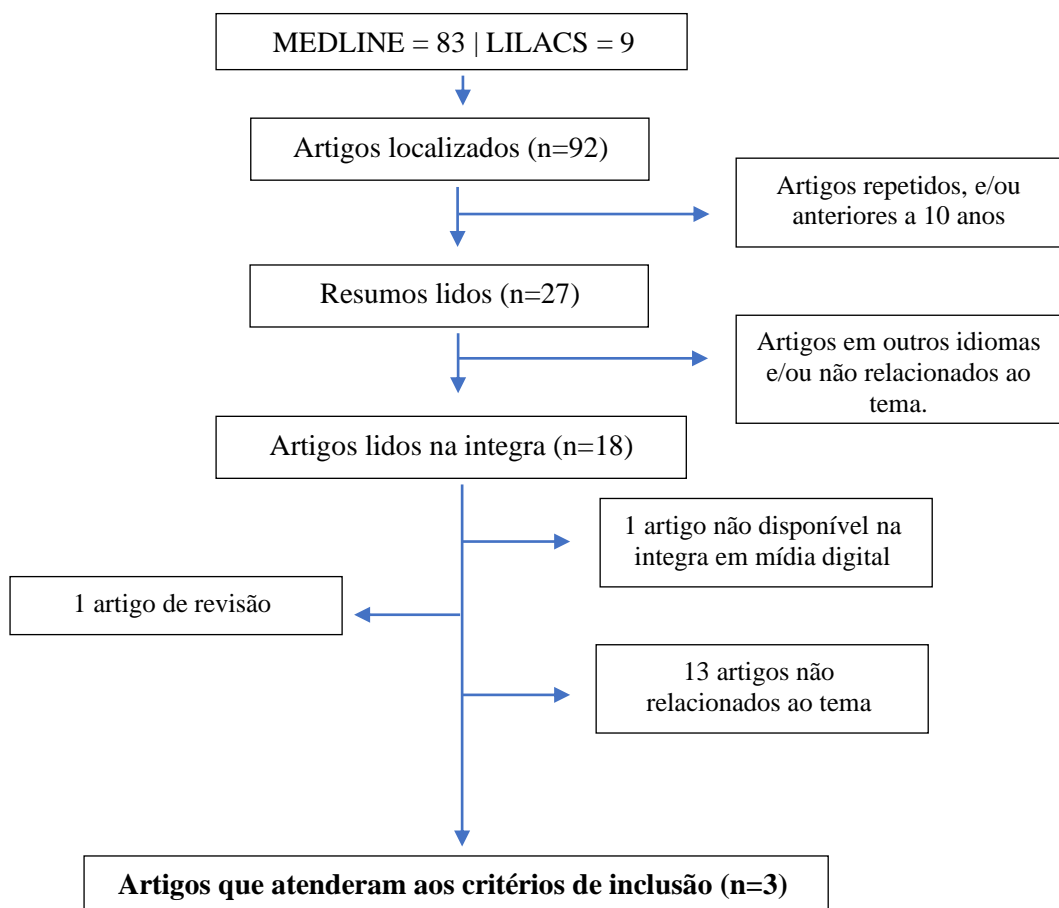 MEDLINE = 83 | LILACS = 9
Artigos localizados (n=92)
Artigos repetidos, e/ou
anteriores a 10 anos
Resumos lidos (n=27)
Artigos em outros idiomas
e/ou não relacionados ao
tema.
Artigos lidos na integra (n=18)
1 artigo não disponível na
integra em mídia digital
1 artigo de revisão
13 artigos não
relacionados ao tema
Artigos que atenderam aos critérios de inclusão (n=3)